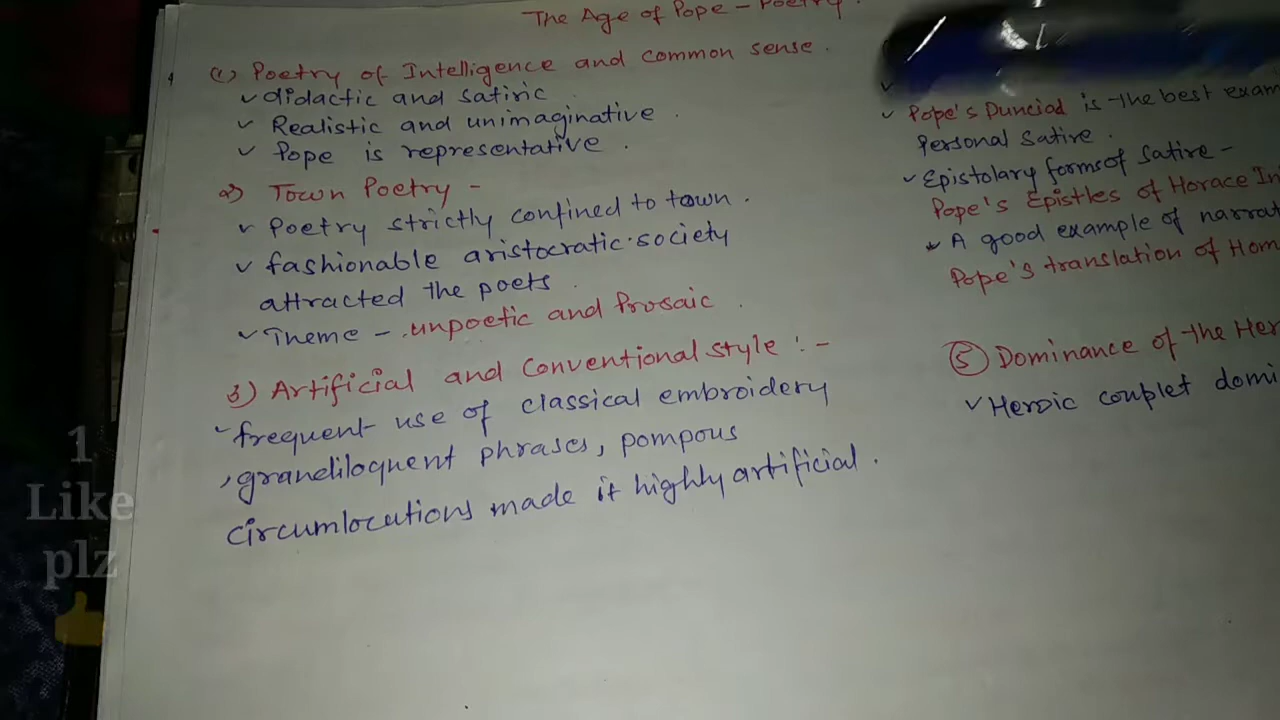 The Age of Pope - Poetry.
(1) Poetry of Intelligence and common sense.
✓ didactic and satiric
✓ Realistic and unimaginative.
✓ Pope is representative.
2) Town Poetry -
✓ Poetry strictly confined to town.
✓ fashionable aristocratic society
attracted the poets.
✓ Theme - unpoetic and Prosaic.
3) Artificial and Conventional style :-
frequent use of classical embroidery
, grandiloquent phrases, pompous
circumlocutions made it highly artificial.
✓ Pope's Dunciad is the best exam
Personal Satire.
✓ Epistolary forms of Satire -
Pope's Epistles of Horace In
A good example of narrat
Pope's translation of Hom
(5) Dominance of the Her
✓ Heroic couplet domi
1
Like
plz